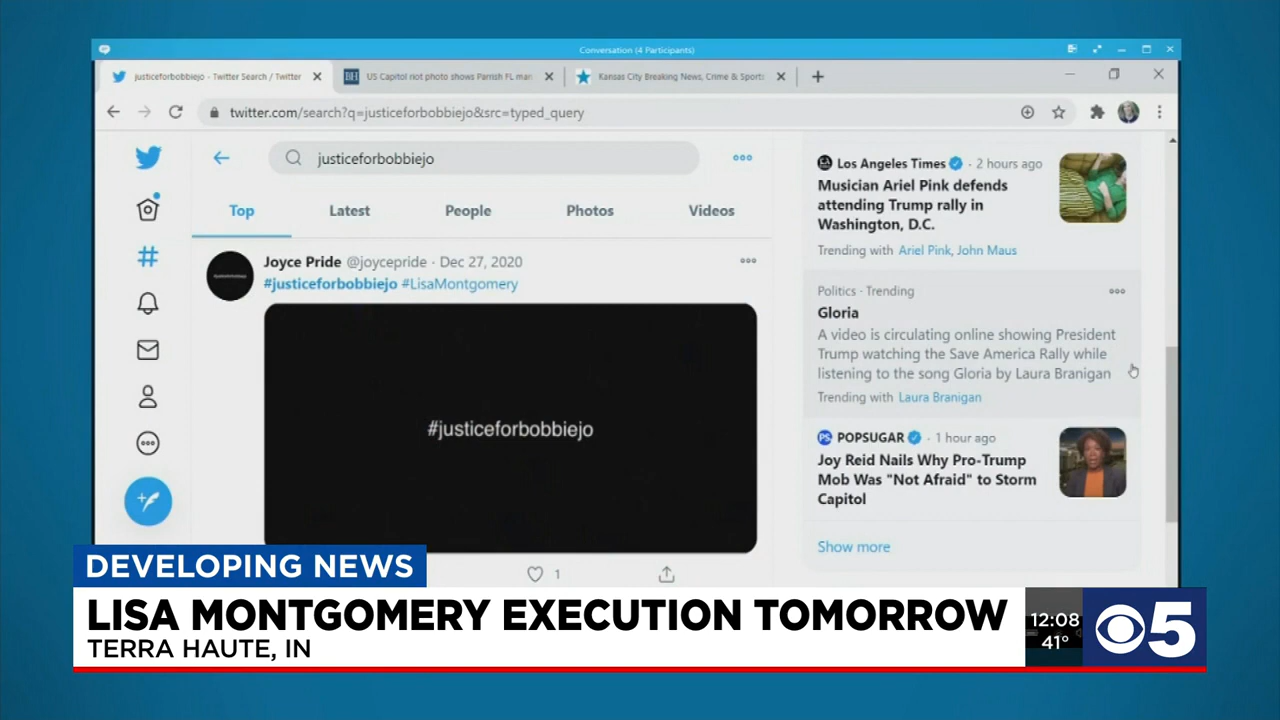 Conversation (4 Participants)
justiceforbobbiejo - Twitter Search / Twitter
US Capitol riot photo shows Parrish FL man
Kansas City Breaking News, Crime & Sports
twitter.com/search?q=justiceforbobbiejo&src=typed_query
justiceforbobbiejo
Top
Latest
People
Photos
Videos
Joyce Pride @joycepride · Dec 27, 2020
#justiceforbobbiejo #LisaMontgomery
#justiceforbobbiejo
1
Los Angeles Times · 2 hours ago
Musician Ariel Pink defends
attending Trump rally in
Washington, D.C.
Trending with Ariel Pink, John Maus
Politics · Trending
Gloria
A video is circulating online showing President
Trump watching the Save America Rally while
listening to the song Gloria by Laura Branigan
Trending with Laura Branigan
PS POPSUGAR · 1 hour ago
Joy Reid Nails Why Pro-Trump
Mob Was "Not Afraid" to Storm
Capitol
Show more
DEVELOPING NEWS
LISA MONTGOMERY EXECUTION TOMORROW
TERRA HAUTE, IN
12:08
41°
5